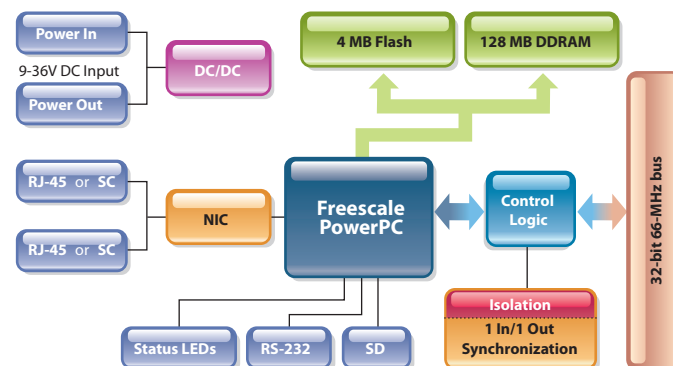 Power In
9-36V DC Input
Power Out
DC/DC
4 MB Flash
128 MB DDRAM
RJ-45 or SC
RJ-45 or SC
NIC
Freescale
PowerPC
Control
Logic
32-bit 66-MHz bus
Isolation
1 In/1 Out
Synchronization
Status LEDs
RS-232
SD